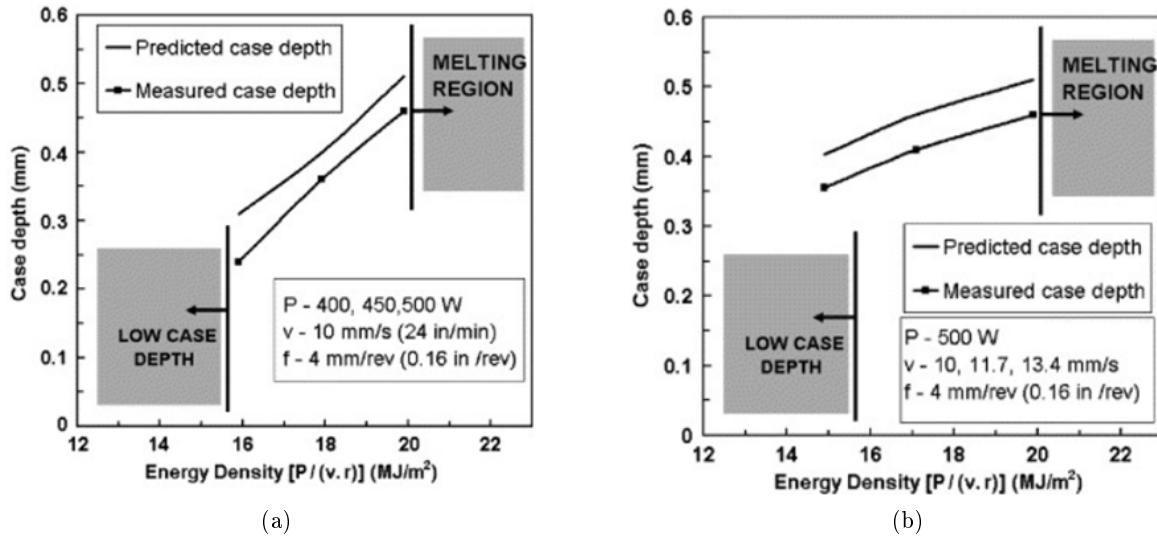 0.6
0.5
0.4
0.3
0.2
0.1
0
12 14 16 18 20 22
Case depth (mm)
Energy Density [P / (v. r)] (MJ/m²)
Predicted case depth
Measured case depth
MELTING
REGION
LOW CASE
DEPTH
P - 400, 450,500 W
v - 10 mm/s (24 in/min)
f - 4 mm/rev (0.16 in /rev)
(a)
0.6
0.5
0.4
0.3
0.2
0.1
0
12 14 16 18 20 22
Case depth (mm)
Energy Density [P / (v. r)] (MJ/m²)
MELTING
REGION
Predicted case depth
Measured case depth
LOW CASE
DEPTH
P - 500 W
v - 10, 11.7, 13.4 mm/s
f - 4 mm/rev (0.16 in /rev)
(b)